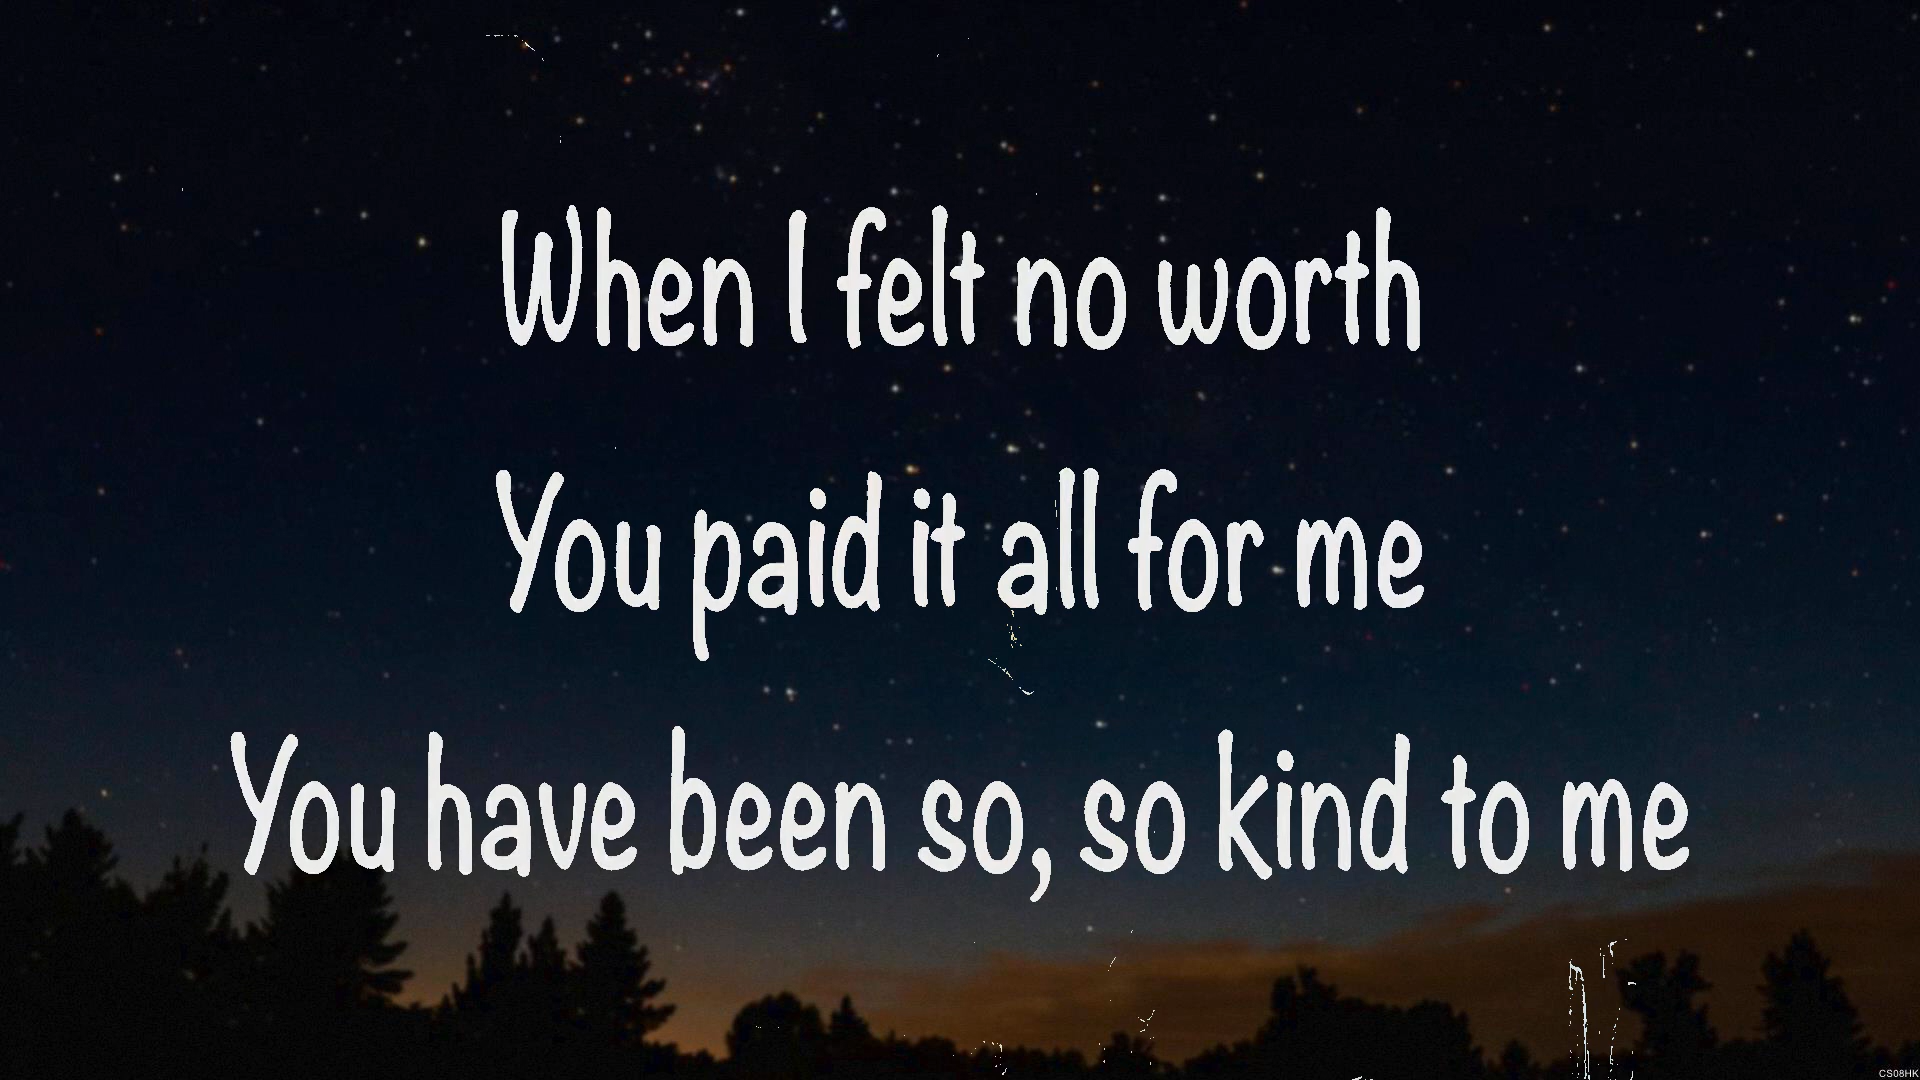 When I felt no worth
You paid it all for me
You have been so, so kind to me
CS08HK